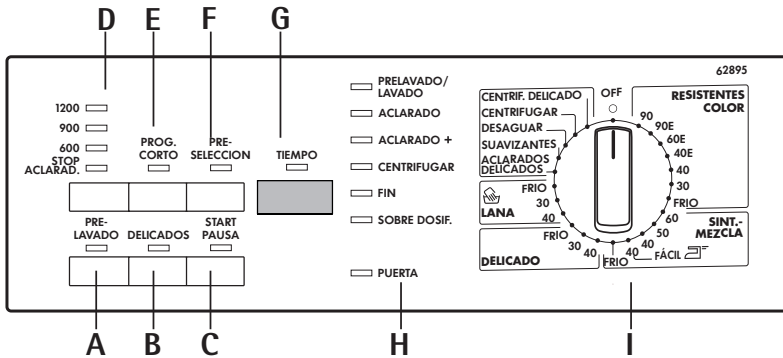 D
E
F
G
62895
1200
900
600
STOP
ACLARAD.
PROG.
CORTO
PRE-
SELECCION
TIEMPO
PRE-
LAVADO
DELICADOS
START
PAUSA
PRELAVADO/
LAVADO
ACLARADO
ACLARADO +
CENTRIFUGAR
FIN
SOBRE DOSIF.
PUERTA
OFF
CENTRIF. DELICADO
CENTRIFUGAR
DESAGUAR
SUAVIZANTES
ACLARADOS
DELICADOS
FRIO
30
40
LANA
FRIO
30
40
DELICADO
RESISTENTES
COLOR
90
90E
60E
40E
40
30
FRIO
60
50
40
40
FRIO
SINT.-
MEZCLA
FÁCIL
A
B
C
H
I